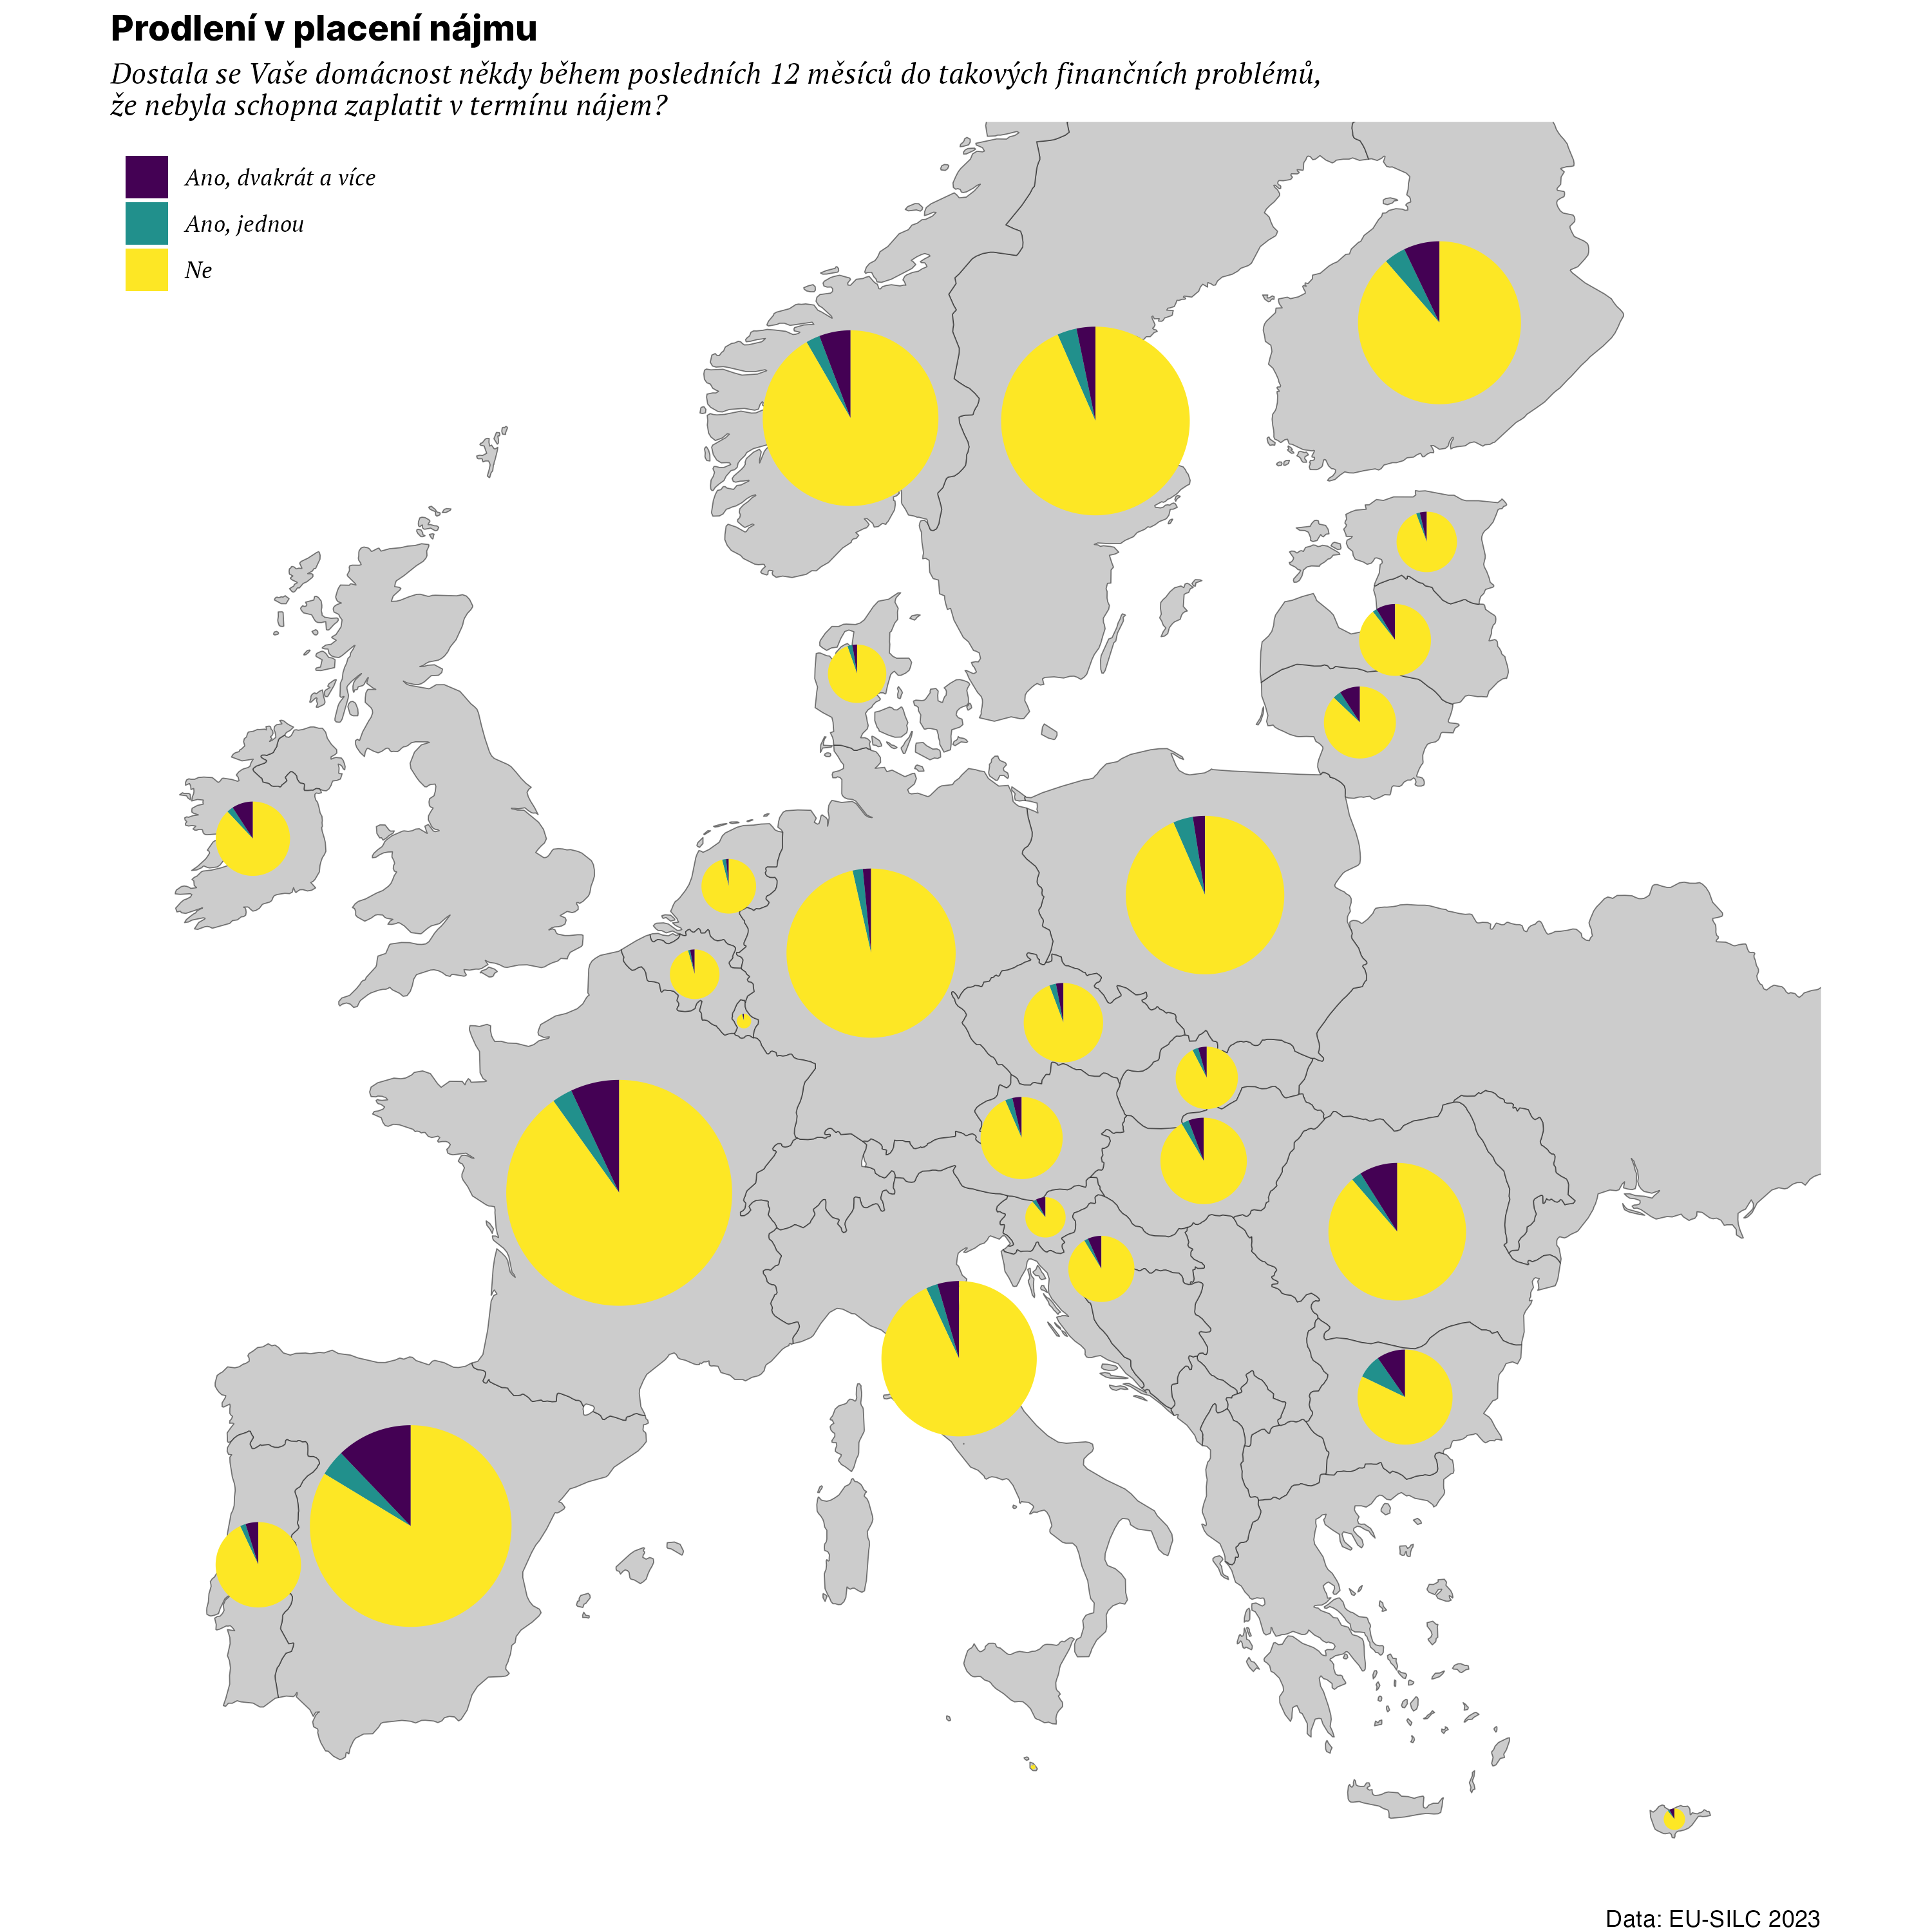 Prodlení v placení nájmu
Dostala se Vaše domácnost někdy během posledních 12 měsíců do takových finančních problémů,
že nebyla schopna zaplatit v termínu nájem?
Ano, dvakrát a více
Ano, jednou
Ne
Data: EU-SILC 2023